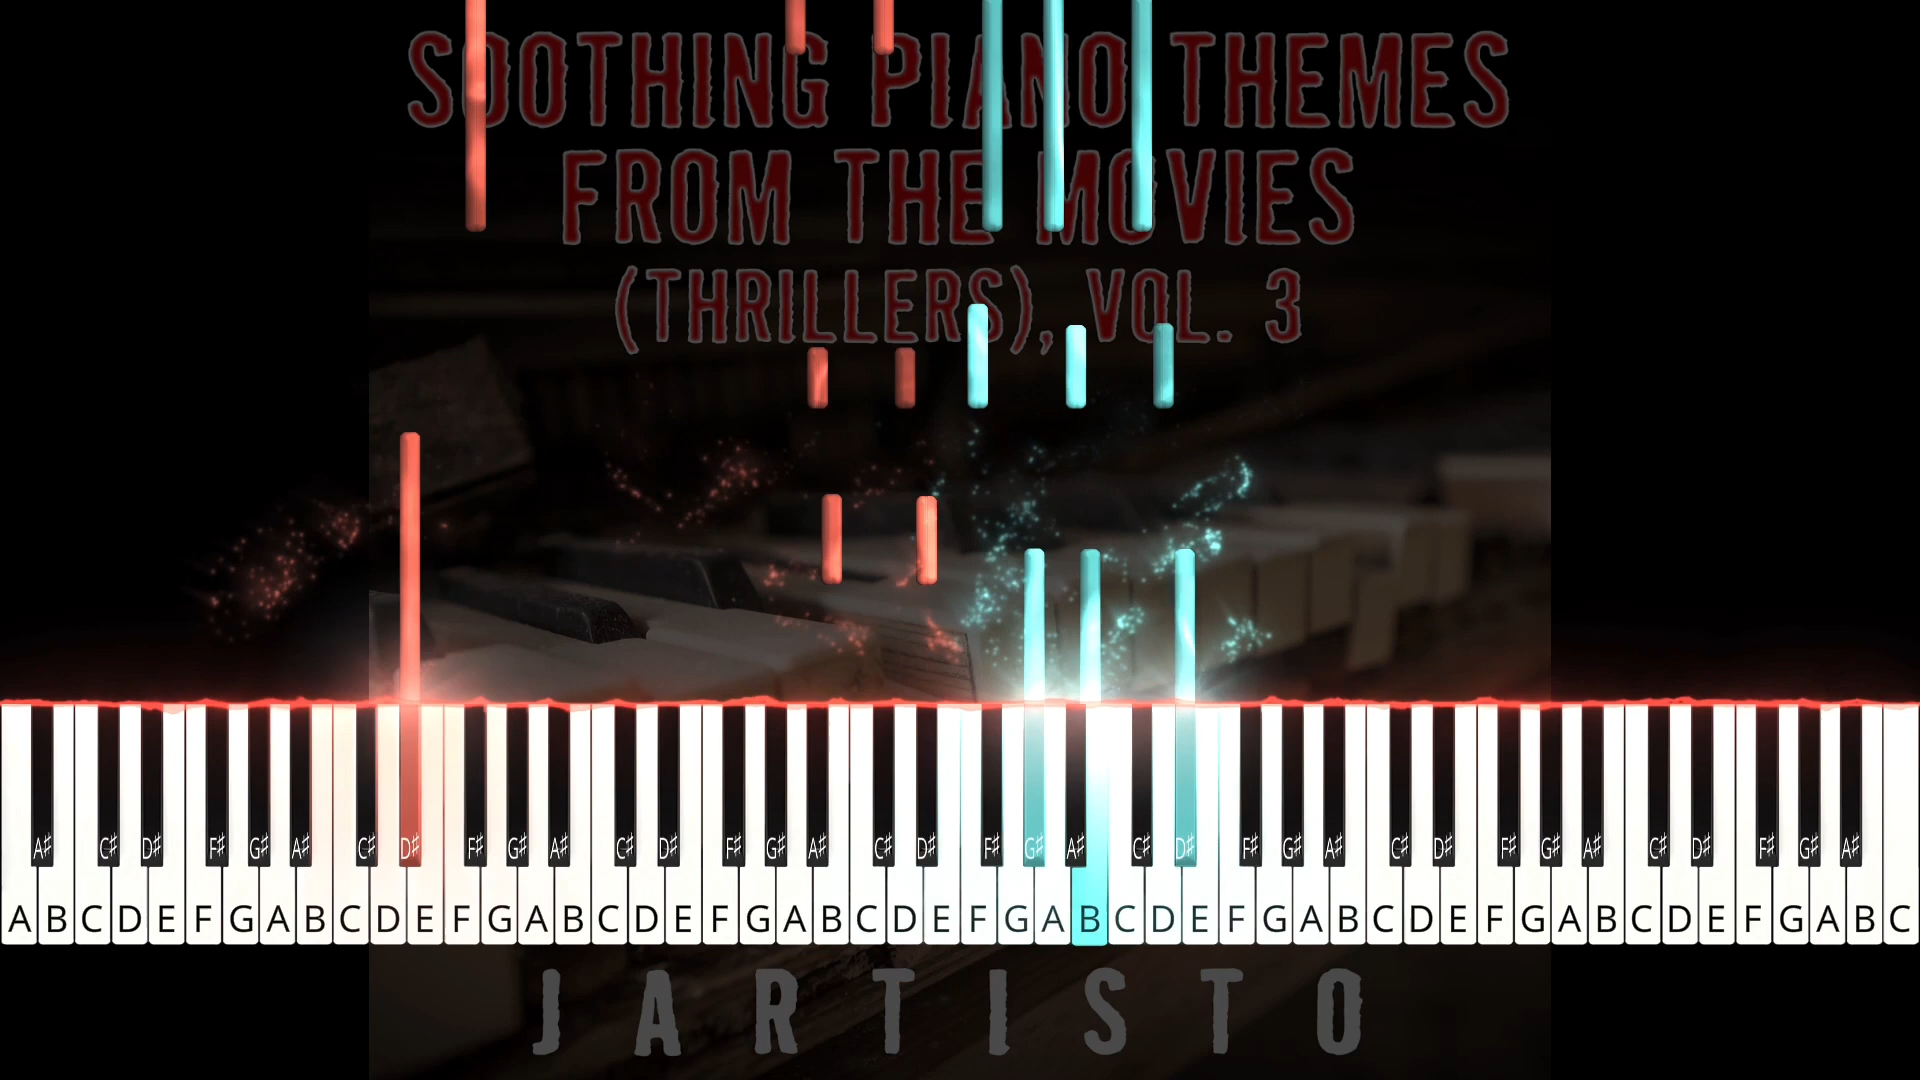 SOOTHING PIANO THEMES
FROM THE MOVIES
(THRILLERS), VOL. 3
A♯ C♯ D♯ F♯ G♯ A♯ C♯ D♯ F♯ G♯ A♯ C♯ D♯ F♯ G♯ A♯ C♯ D♯ F♯ G♯ A♯ C♯ D♯ F♯ G♯ A♯ C♯ D♯ F♯ G♯ A♯ C♯ D♯ F♯ G♯ A♯
A B C D E F G A B C D E F G A B C D E F G A B C D E F G A B C D E F G A B C D E F G A B C D E F G A B C
JARTISTO